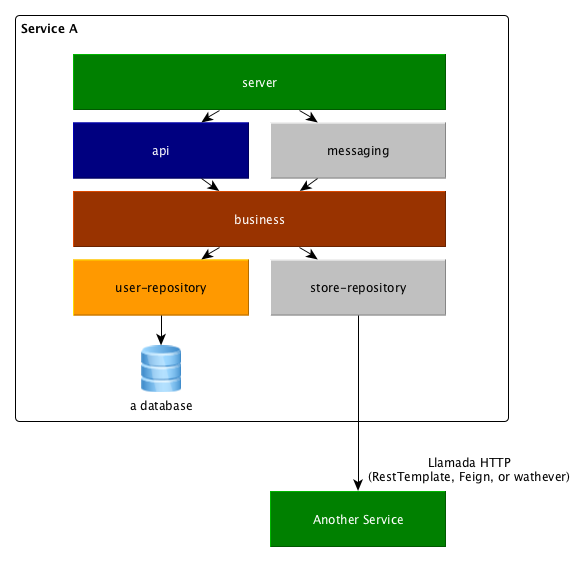 Service A
server
api
messaging
business
user-repository
store-repository
a database
Llamada HTTP
(RestTemplate, Feign, or wathever)
Another Service